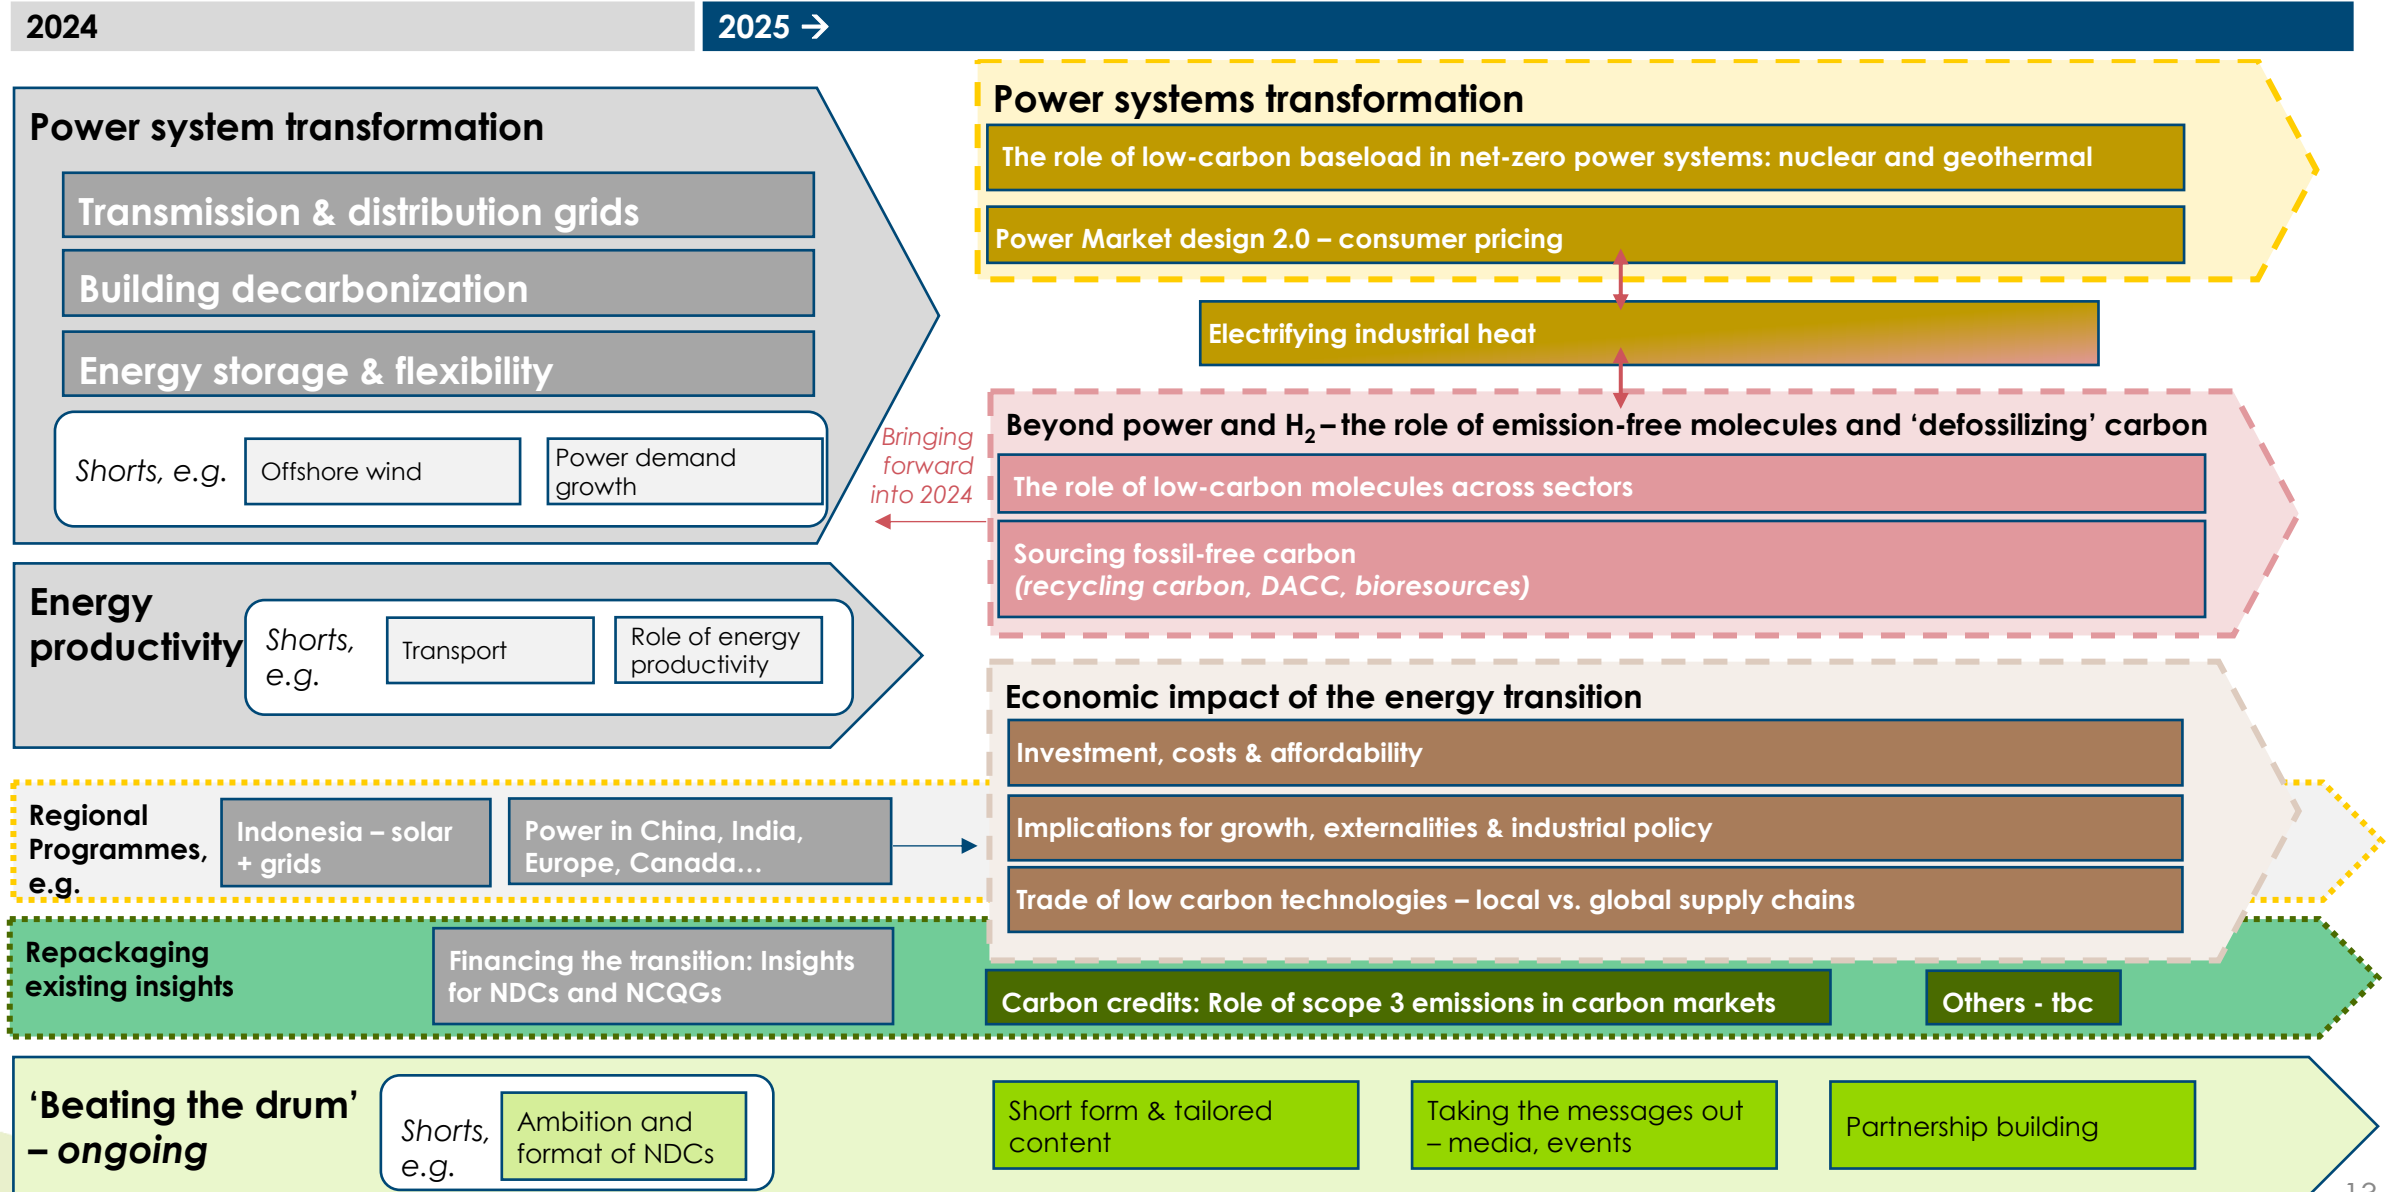 2024
2025 →
Power system transformation
Transmission & distribution grids
Building decarbonization
Energy storage & flexibility
Shorts, e.g.
Offshore wind
Power demand
growth
Energy
productivity
Shorts,
e.g.
Transport
Role of energy
productivity
Bringing
forward
into 2024
Power systems transformation
The role of low-carbon baseload in net-zero power systems: nuclear and geothermal
Power Market design 2.0 – consumer pricing
Electrifying industrial heat
Beyond power and H₂ – the role of emission-free molecules and ‘defossilizing’ carbon
The role of low-carbon molecules across sectors
Sourcing fossil-free carbon
(recycling carbon, DACC, bioresources)
Economic impact of the energy transition
Investment, costs & affordability
Implications for growth, externalities & industrial policy
Trade of low carbon technologies – local vs. global supply chains
Regional
Programmes,
e.g.
Indonesia – solar
+ grids
Power in China, India,
Europe, Canada…
Repackaging
existing insights
Financing the transition: Insights
for NDCs and NCQGs
Carbon credits: Role of scope 3 emissions in carbon markets
Others - tbc
‘Beating the drum’
– ongoing
Shorts,
e.g.
Ambition and
format of NDCs
Short form & tailored
content
Taking the messages out
– media, events
Partnership building